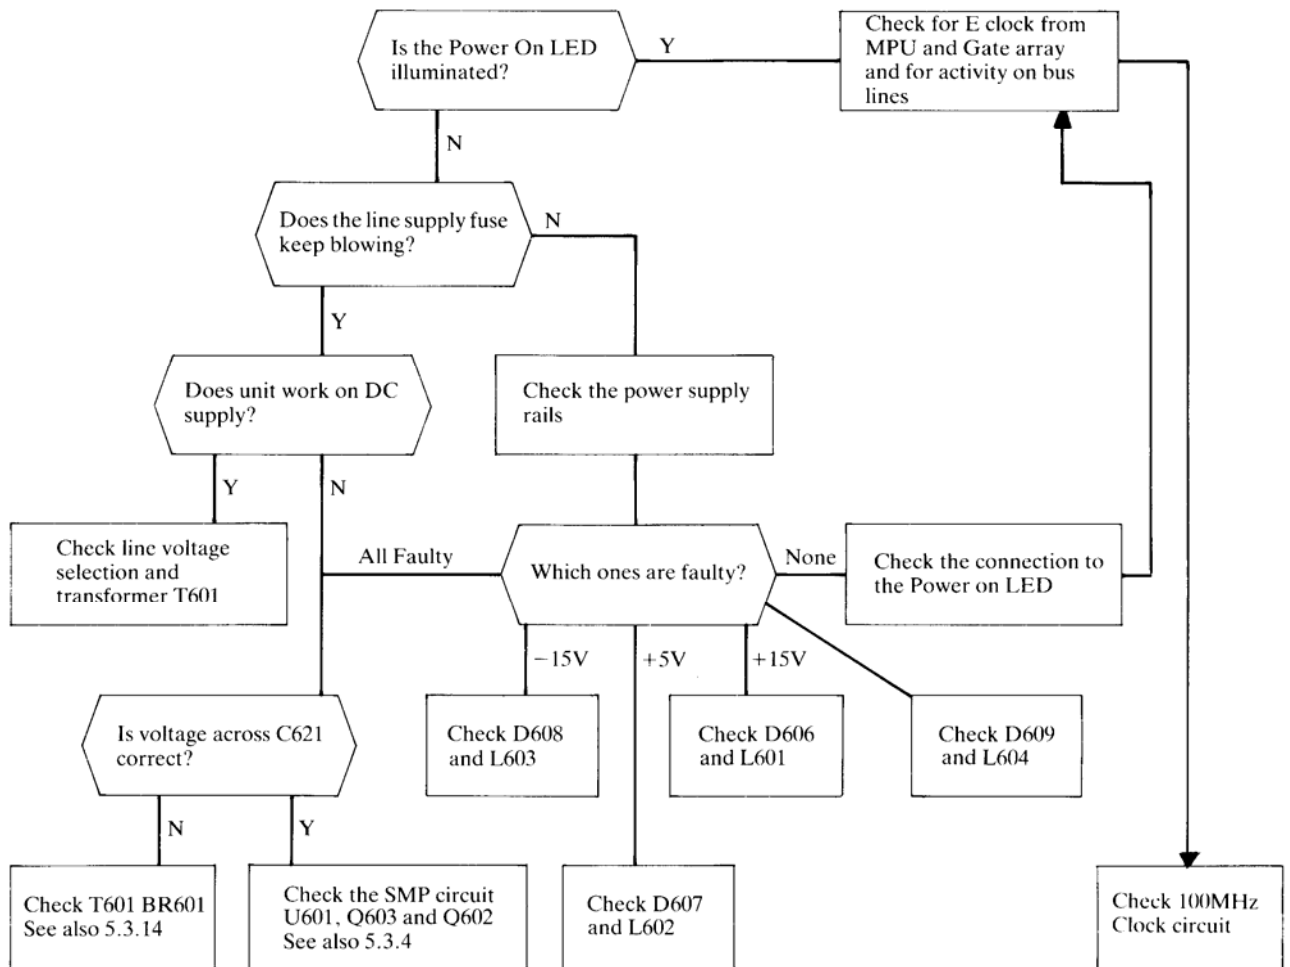 Is the Power On LED
illuminated?
Y
Check for E clock from
MPU and Gate array
and for activity on bus
lines
N
Does the line supply fuse
keep blowing?
N
Y
Does unit work on DC
supply?
Check the power supply
rails
Y
N
Check line voltage
selection and
transformer T601
All Faulty
Which ones are faulty?
None
Check the connection to
the Power on LED
−15V
+5V
+15V
Is voltage across C621
correct?
Check D608
and L603
Check D606
and L601
Check D609
and L604
N
Y
Check T601 BR601
See also 5.3.14
Check the SMP circuit
U601, Q603 and Q602
See also 5.3.4
Check D607
and L602
Check 100MHz
Clock circuit